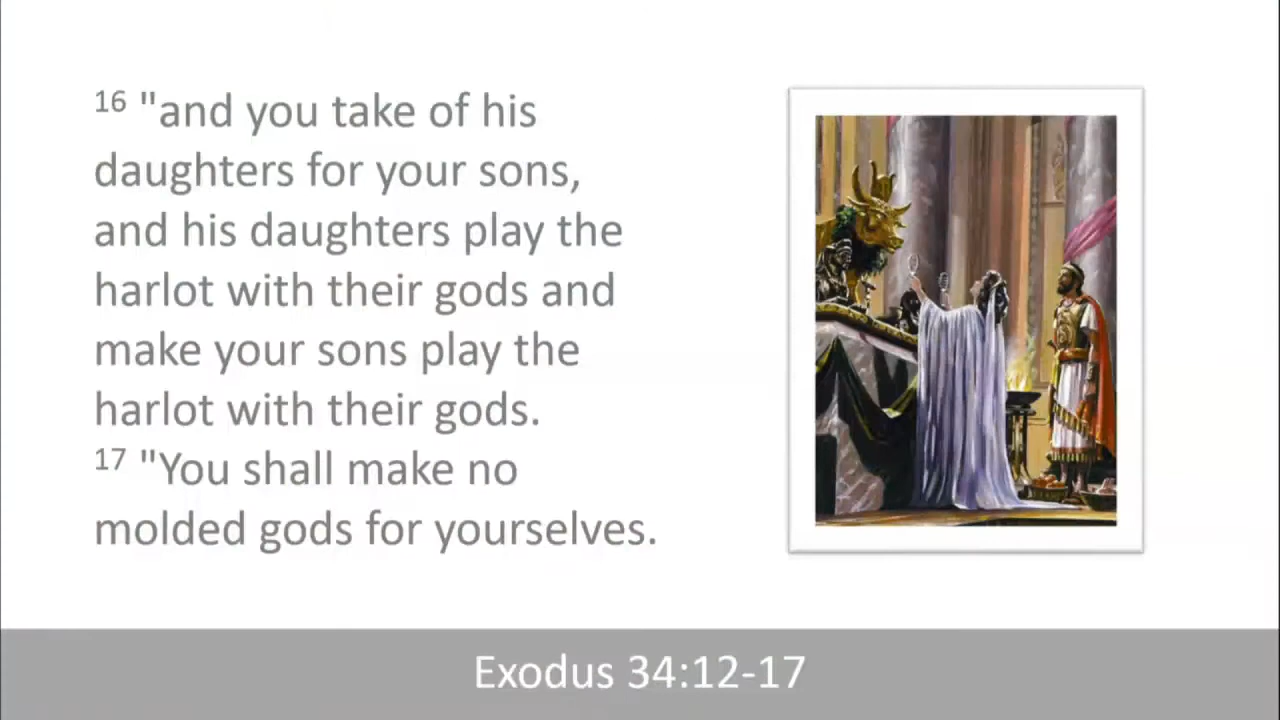 16 "and you take of his
daughters for your sons,
and his daughters play the
harlot with their gods and
make your sons play the
harlot with their gods.
17 "You shall make no
molded gods for yourselves.
Exodus 34:12-17